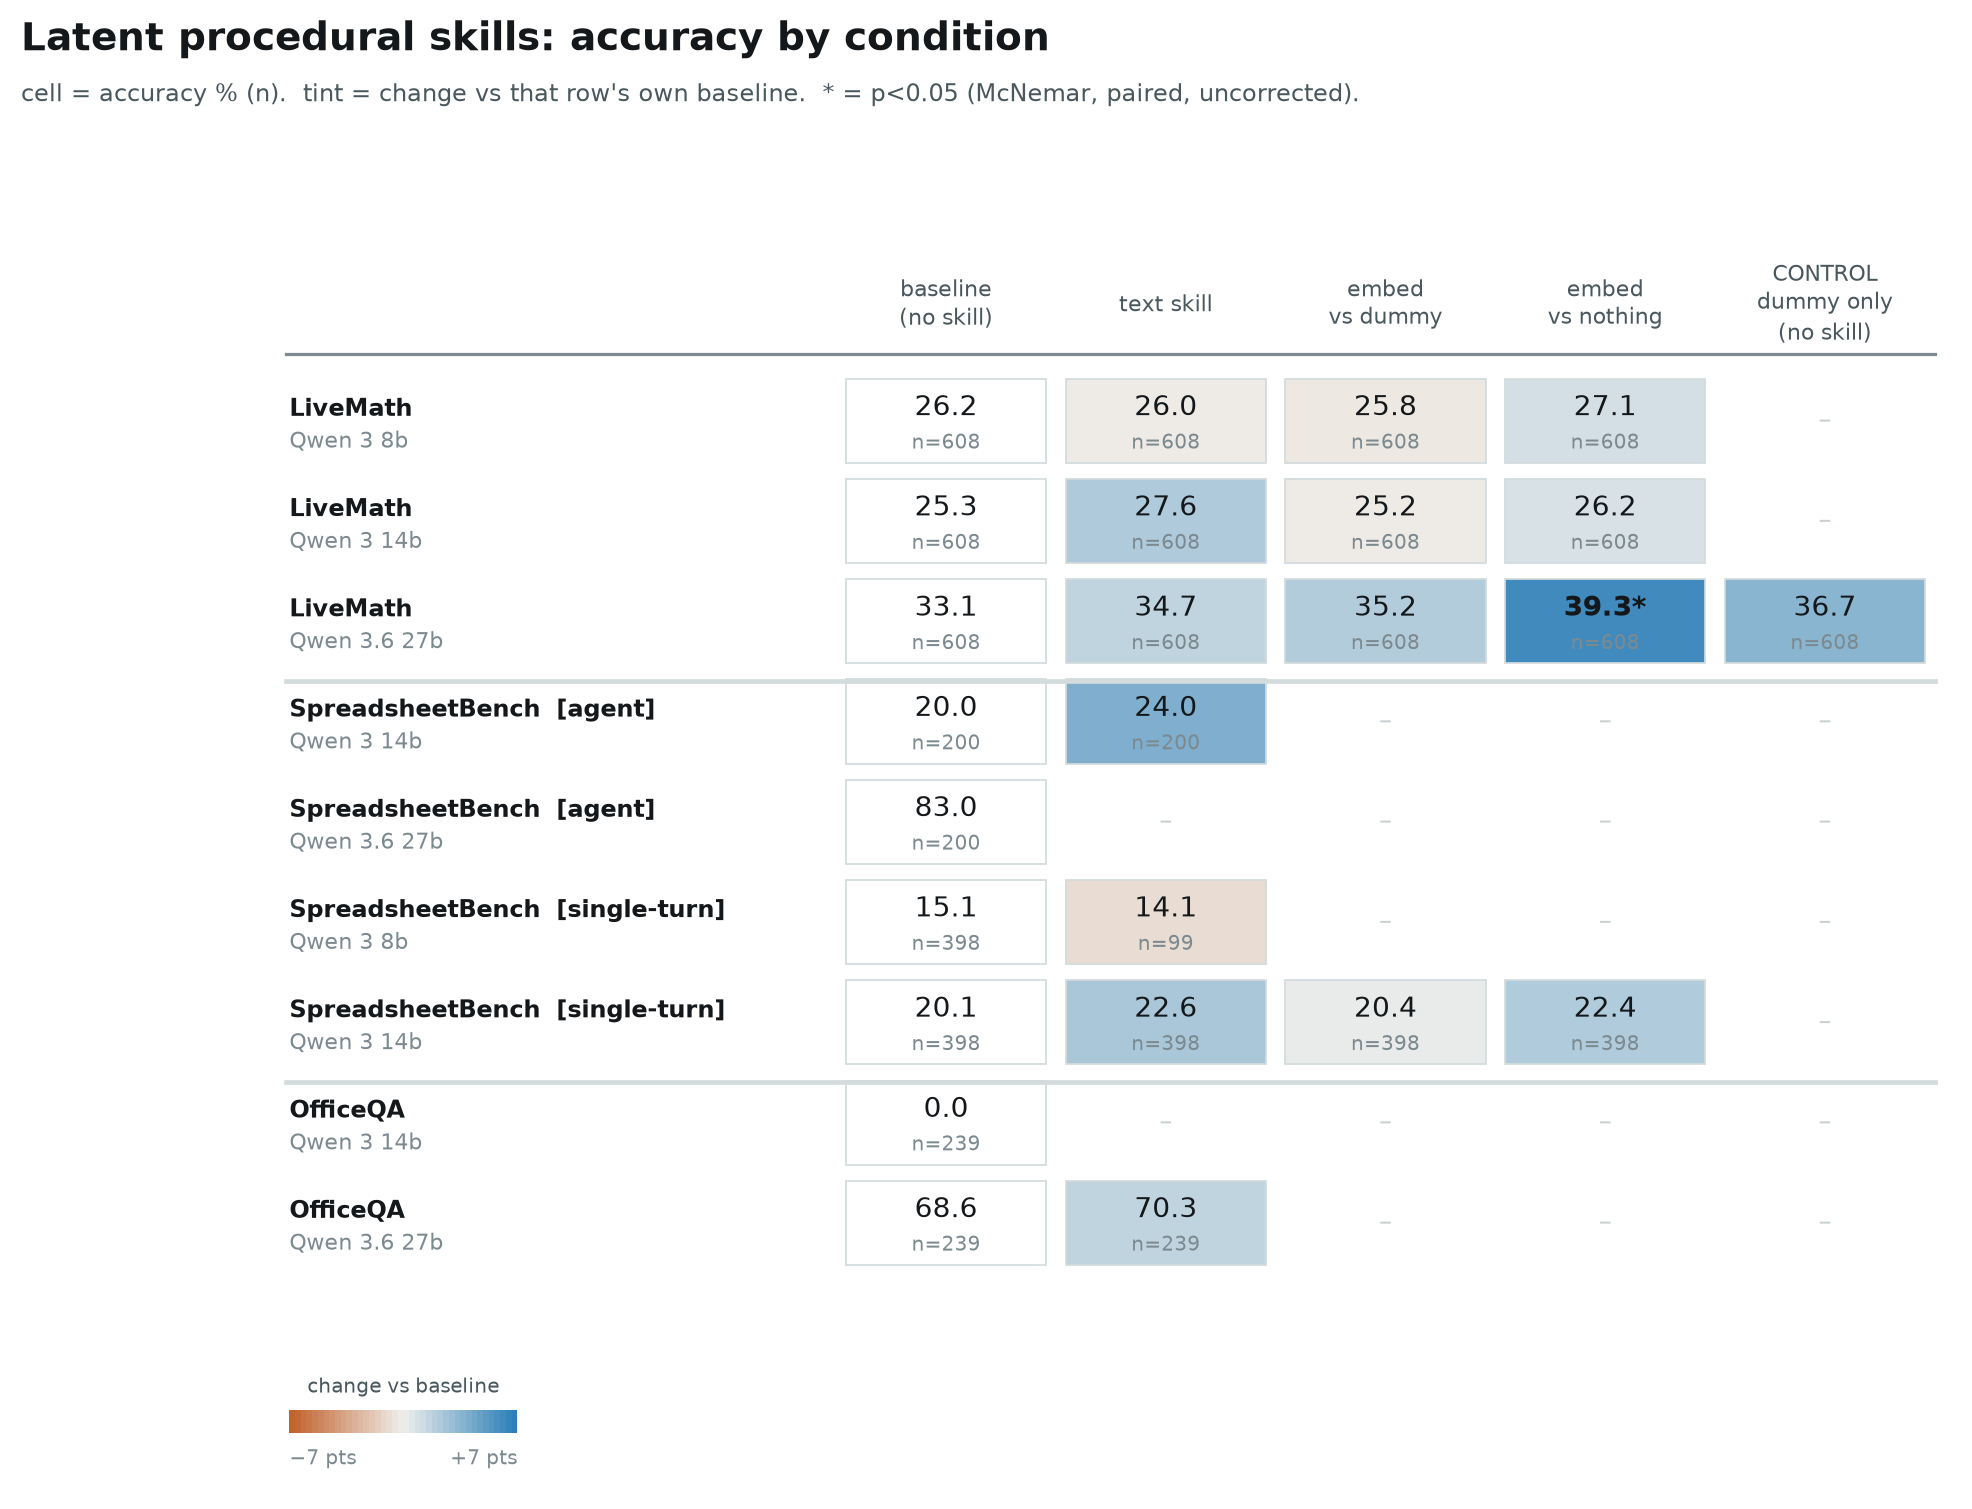 Latent procedural skills: accuracy by condition
cell = accuracy % (n).  tint = change vs that row's own baseline.  * = p<0.05 (McNemar, paired, uncorrected).
baseline (no skill)
text skill
embed vs dummy
embed vs nothing
CONTROL dummy only (no skill)
LiveMath
Qwen 3 8b
26.2 26.0 25.8 27.1 –
n=608 n=608 n=608 n=608
LiveMath
Qwen 3 14b
25.3 27.6 25.2 26.2 –
n=608 n=608 n=608 n=608
LiveMath
Qwen 3.6 27b
33.1 34.7 35.2 39.3* 36.7
n=608 n=608 n=608 n=608 n=608
SpreadsheetBench [agent]
Qwen 3 14b
20.0 24.0 – – –
n=200 n=200
SpreadsheetBench [agent]
Qwen 3.6 27b
83.0 – – – –
n=200
SpreadsheetBench [single-turn]
Qwen 3 8b
15.1 14.1 – – –
n=398 n=99
SpreadsheetBench [single-turn]
Qwen 3 14b
20.1 22.6 20.4 22.4 –
n=398 n=398 n=398 n=398
OfficeQA
Qwen 3 14b
0.0 – – – –
n=239
OfficeQA
Qwen 3.6 27b
68.6 70.3 – – –
n=239 n=239
change vs baseline
−7 pts +7 pts